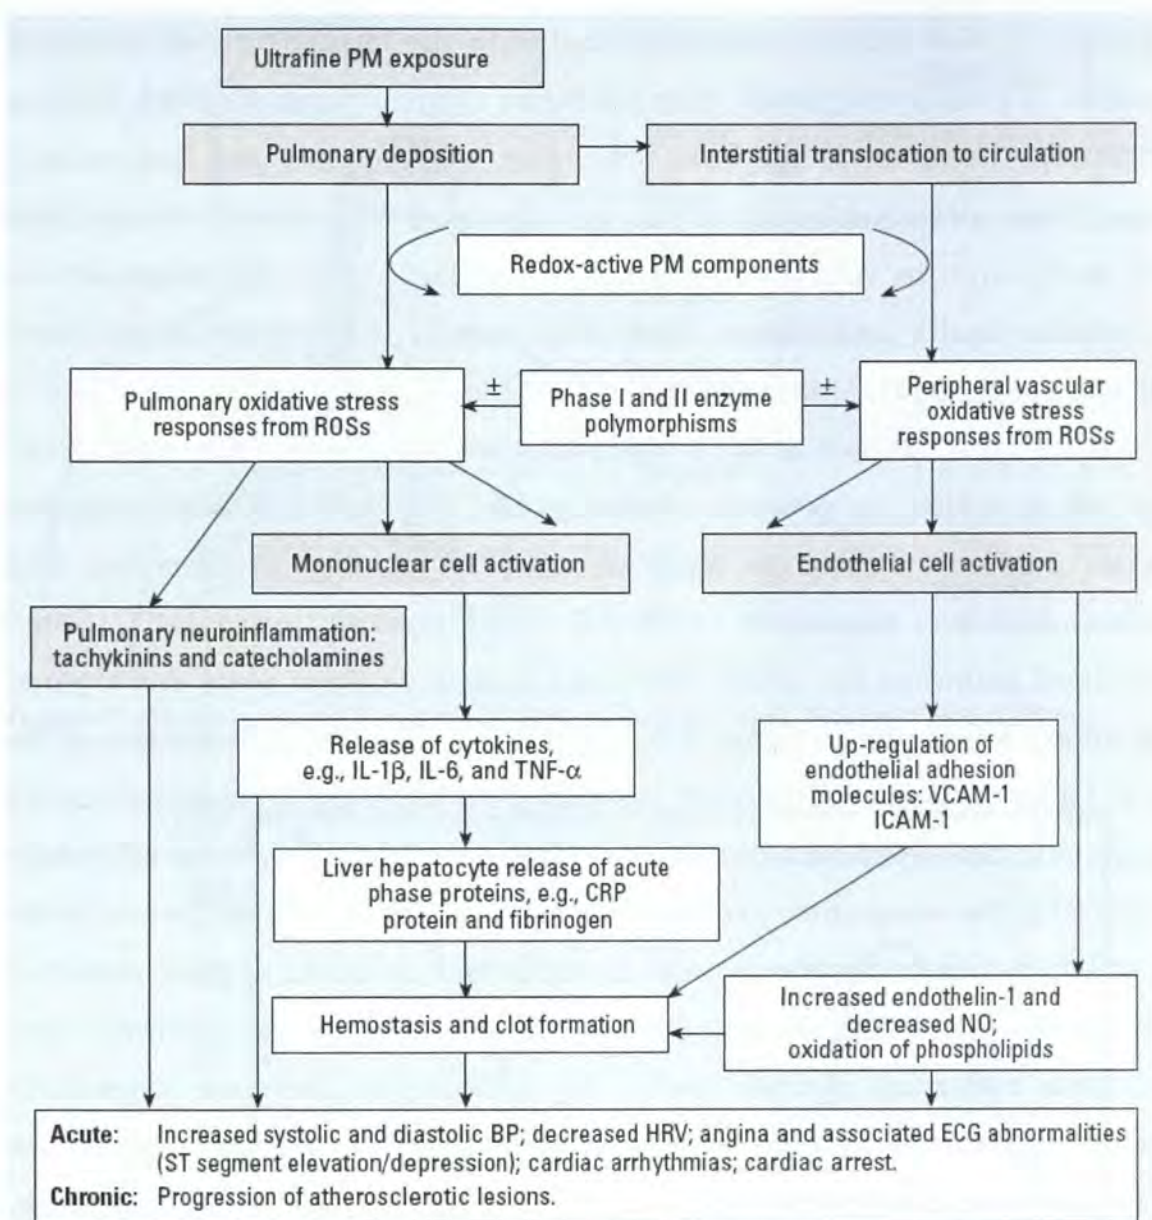 Ultrafine PM exposure
Pulmonary deposition
Interstitial translocation to circulation
Redox-active PM components
Pulmonary oxidative stress
responses from ROSs
±
Phase I and II enzyme
polymorphisms
±
Peripheral vascular
oxidative stress
responses from ROSs
Mononuclear cell activation
Endothelial cell activation
Pulmonary neuroinflammation:
tachykinins and catecholamines
Release of cytokines,
e.g., IL-1β, IL-6, and TNF-α
Up-regulation of
endothelial adhesion
molecules: VCAM-1
ICAM-1
Liver hepatocyte release of acute
phase proteins, e.g., CRP
protein and fibrinogen
Hemostasis and clot formation
Increased endothelin-1 and
decreased NO;
oxidation of phospholipids
Acute: Increased systolic and diastolic BP; decreased HRV; angina and associated ECG abnormalities
(ST segment elevation/depression); cardiac arrhythmias; cardiac arrest.
Chronic: Progression of atherosclerotic lesions.